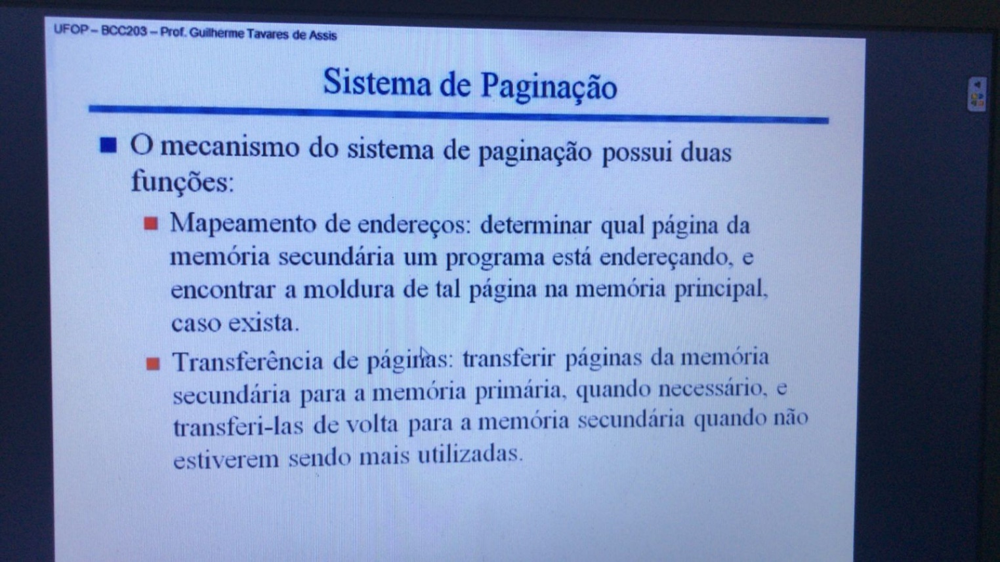 UFOP – BCC203 – Prof. Guilherme Tavares de Assis
Sistema de Paginação
O mecanismo do sistema de paginação possui duas
funções:
Mapeamento de endereços: determinar qual página da
memória secundária um programa está endereçando, e
encontrar a moldura de tal página na memória principal,
caso exista.
Transferência de páginas: transferir páginas da memória
secundária para a memória primária, quando necessário, e
transferi-las de volta para a memória secundária quando não
estiverem sendo mais utilizadas.